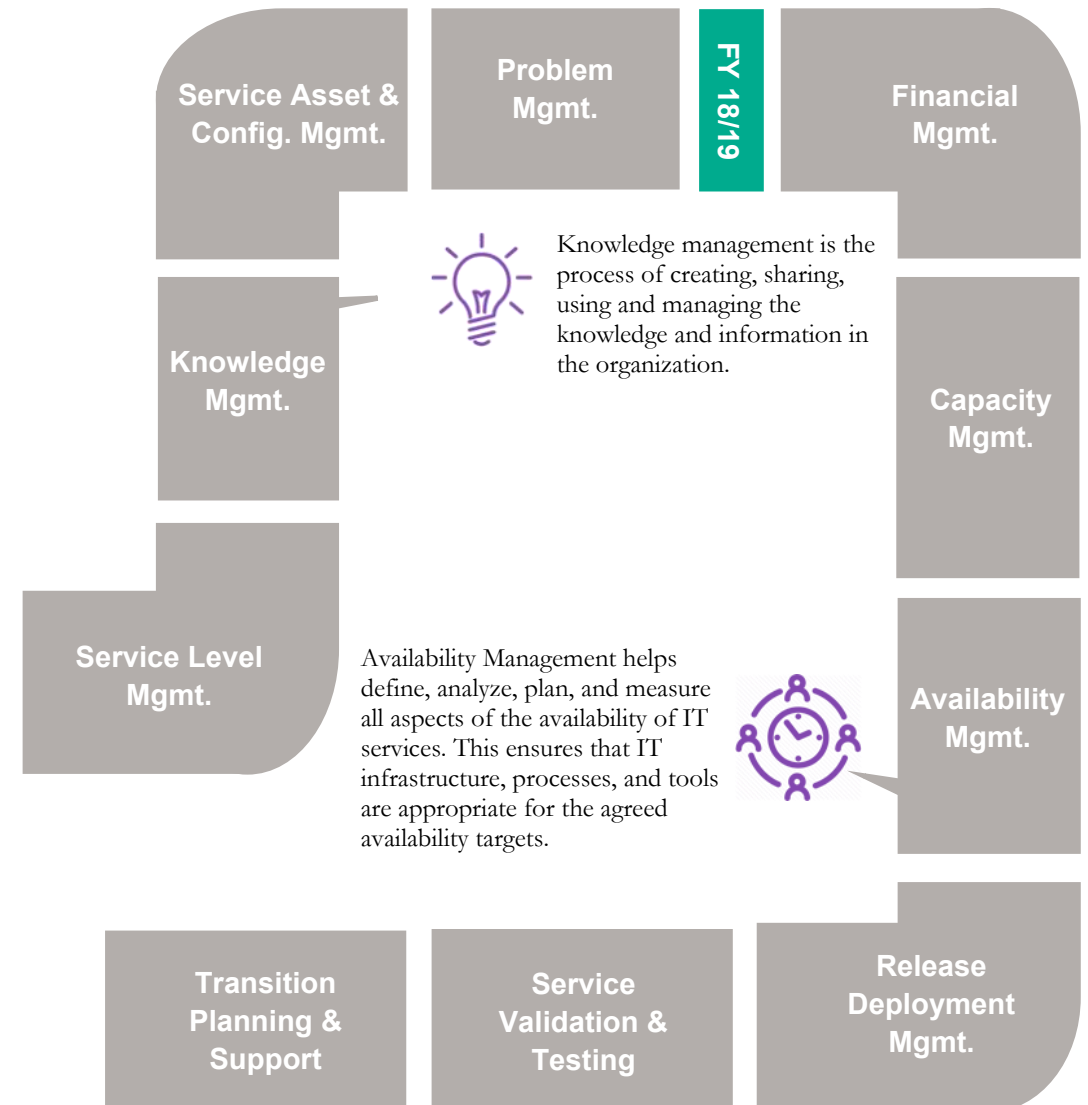 Service Asset &
Config. Mgmt.
Problem
Mgmt.
FY 18/19
Financial
Mgmt.
Knowledge management is the
process of creating, sharing,
using and managing the
knowledge and information in
the organization.
Knowledge
Mgmt.
Capacity
Mgmt.
Service Level
Mgmt.
Availability Management helps
define, analyze, plan, and measure
all aspects of the availability of IT
services. This ensures that IT
infrastructure, processes, and tools
are appropriate for the agreed
availability targets.
Availability
Mgmt.
Transition
Planning &
Support
Service
Validation &
Testing
Release
Deployment
Mgmt.